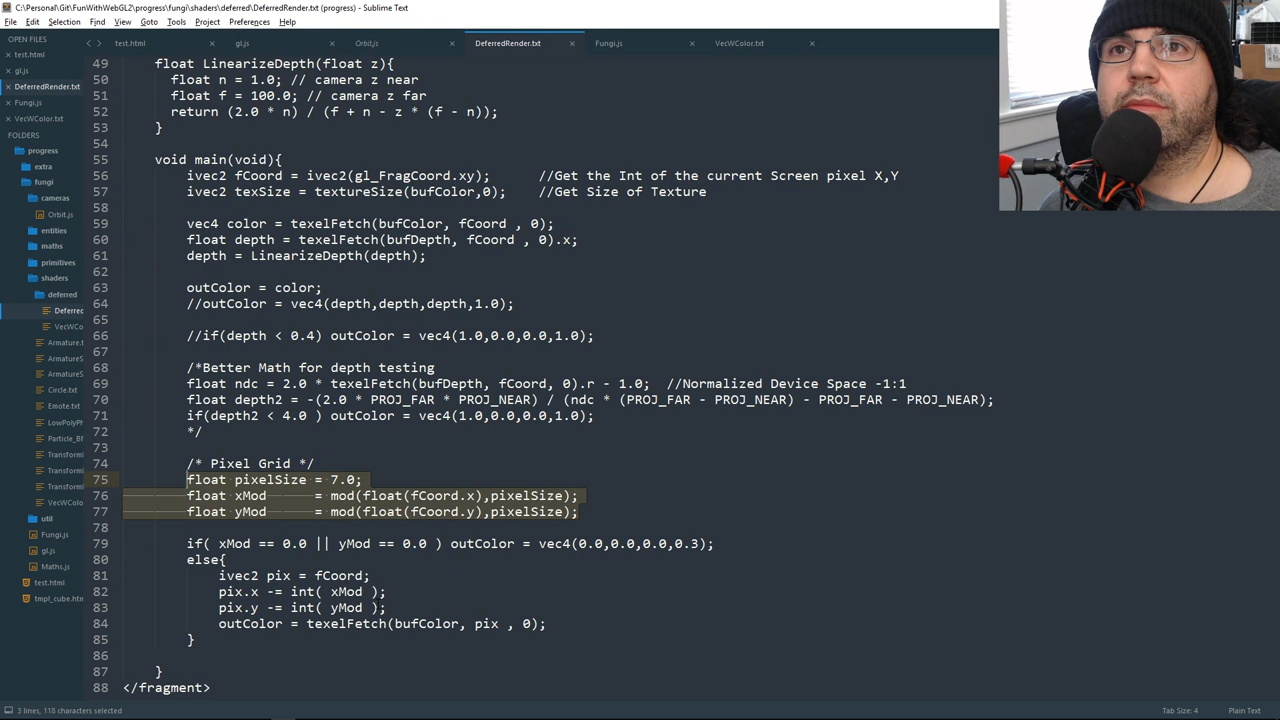 C:\Personal\Git\FunWithWebGL2\progress\fungi\shaders\deferred\DeferredRender.txt (progress) - Sublime Text
File Edit Selection Find View Goto Tools Project Preferences Help
OPEN FILES
test.html
gl.js
DeferredRender.txt
Fungi.js
VecWColor.txt
FOLDERS
progress
extra
fungi
cameras
Orbit.js
entities
maths
primitives
shaders
deferred
Deferred
VecWCo
Armature.t
ArmatureS
ArmatureS
Circle.txt
Emote.txt
LowPolyPh
Particle_BF
Transformi
Transformi
Transformi
VecWCo
util
Fungi.js
gl.js
Maths.js
test.html
tmpl_cube.htm
test.html × gl.js × Orbit.js × DeferredRender.txt × Fungi.js × VecWColor.txt ×
49 float LinearizeDepth(float z){
50 float n = 1.0; // camera z near
51 float f = 100.0; // camera z far
52 return (2.0 * n) / (f + n - z * (f - n));
53 }
54
55 void main(void){
56 ivec2 fCoord = ivec2(gl_FragCoord.xy); //Get the Int of the current Screen pixel X,Y
57 ivec2 texSize = textureSize(bufColor,0); //Get Size of Texture
58
59 vec4 color = texelFetch(bufColor, fCoord , 0);
60 float depth = texelFetch(bufDepth, fCoord , 0).x;
61 depth = LinearizeDepth(depth);
62
63 outColor = color;
64 //outColor = vec4(depth,depth,depth,1.0);
65
66 //if(depth < 0.4) outColor = vec4(1.0,0.0,0.0,1.0);
67
68 /*Better Math for depth testing
69 float ndc = 2.0 * texelFetch(bufDepth, fCoord, 0).r - 1.0; //Normalized Device Space -1:1
70 float depth2 = -(2.0 * PROJ_FAR * PROJ_NEAR) / (ndc * (PROJ_FAR - PROJ_NEAR) - PROJ_FAR - PROJ_NEAR);
71 if(depth2 < 4.0 ) outColor = vec4(1.0,0.0,0.0,1.0);
72 */
73
74 /* Pixel Grid */
75 float pixelSize = 7.0;
76 float xMod = mod(float(fCoord.x),pixelSize);
77 float yMod = mod(float(fCoord.y),pixelSize);
78
79 if( xMod == 0.0 || yMod == 0.0 ) outColor = vec4(0.0,0.0,0.0,0.3);
80 else{
81 ivec2 pix = fCoord;
82 pix.x -= int( xMod );
83 pix.y -= int( yMod );
84 outColor = texelFetch(bufColor, pix , 0);
85 }
86
87 }
88 </fragment>
3 lines, 118 characters selected Tab Size: 4 Plain Text